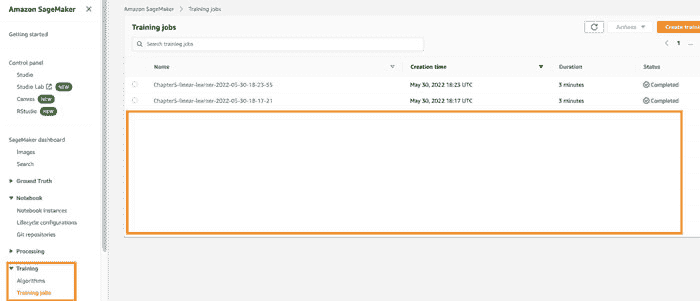 Amazon SageMaker
Getting started
Control panel
Studio
Studio Lab NEW
Canvas NEW
RStudio NEW
SageMaker dashboard
Images
Search
Ground Truth
Notebook
Notebook instances
Lifecycle configurations
Git repositories
Processing
Training
Algorithms
Training jobs
Amazon SageMaker > Training jobs
Training jobs
Actions
Search training jobs
1 ...
Name Creation time Duration Status
Chapter5-linear-learner-2022-05-30-18-23-55 May 30, 2022 18:23 UTC 3 minutes Completed
Chapter5-linear-learner-2022-05-30-18-17-21 May 30, 2022 18:17 UTC 3 minutes Completed